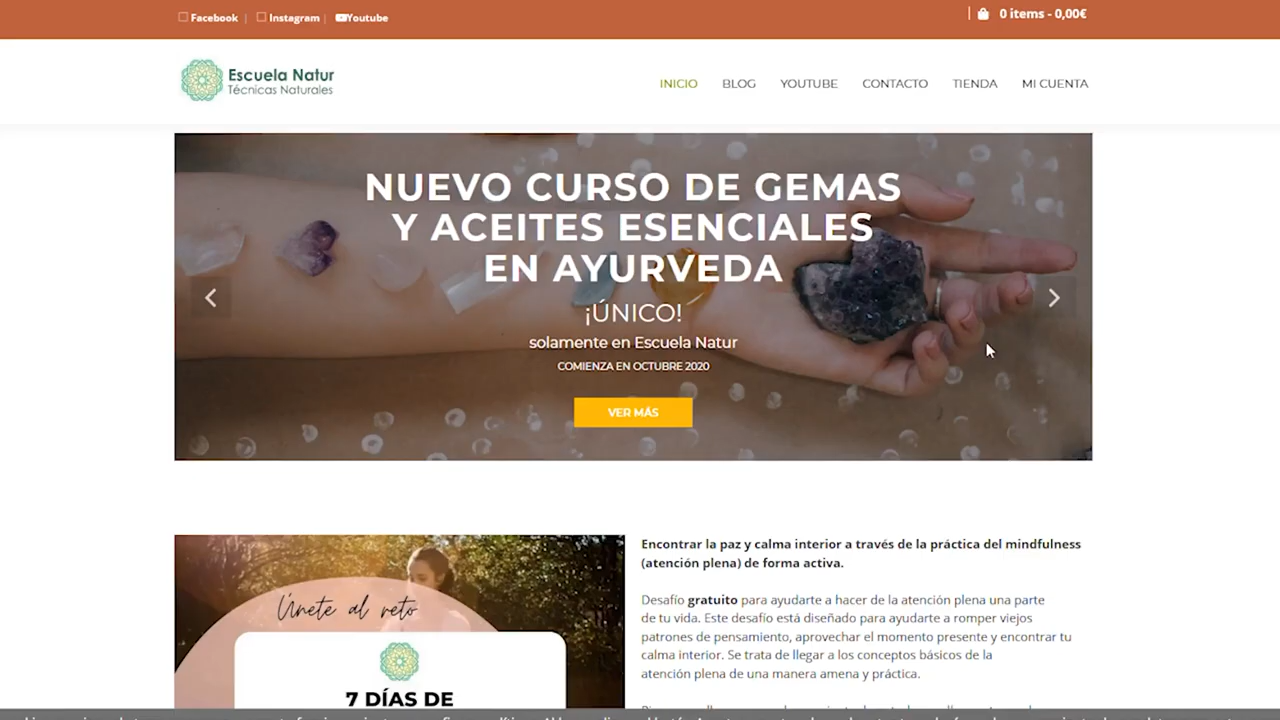 Facebook | Instagram | Youtube
0 items - 0,00€
Escuela Natur
Técnicas Naturales
INICIO BLOG YOUTUBE CONTACTO TIENDA MI CUENTA
NUEVO CURSO DE GEMAS
Y ACEITES ESENCIALES
EN AYURVEDA
¡ÚNICO!
solamente en Escuela Natur
COMIENZA EN OCTUBRE 2020
VER MÁS
Únete al reto
7 DÍAS DE
Encontrar la paz y calma interior a través de la práctica del mindfulness
(atención plena) de forma activa.
Desafío gratuito para ayudarte a hacer de la atención plena una parte
de tu vida. Este desafío está diseñado para ayudarte a romper viejos
patrones de pensamiento, aprovechar el momento presente y encontrar tu
calma interior. Se trata de llegar a los conceptos básicos de la
atención plena de una manera amena y práctica.